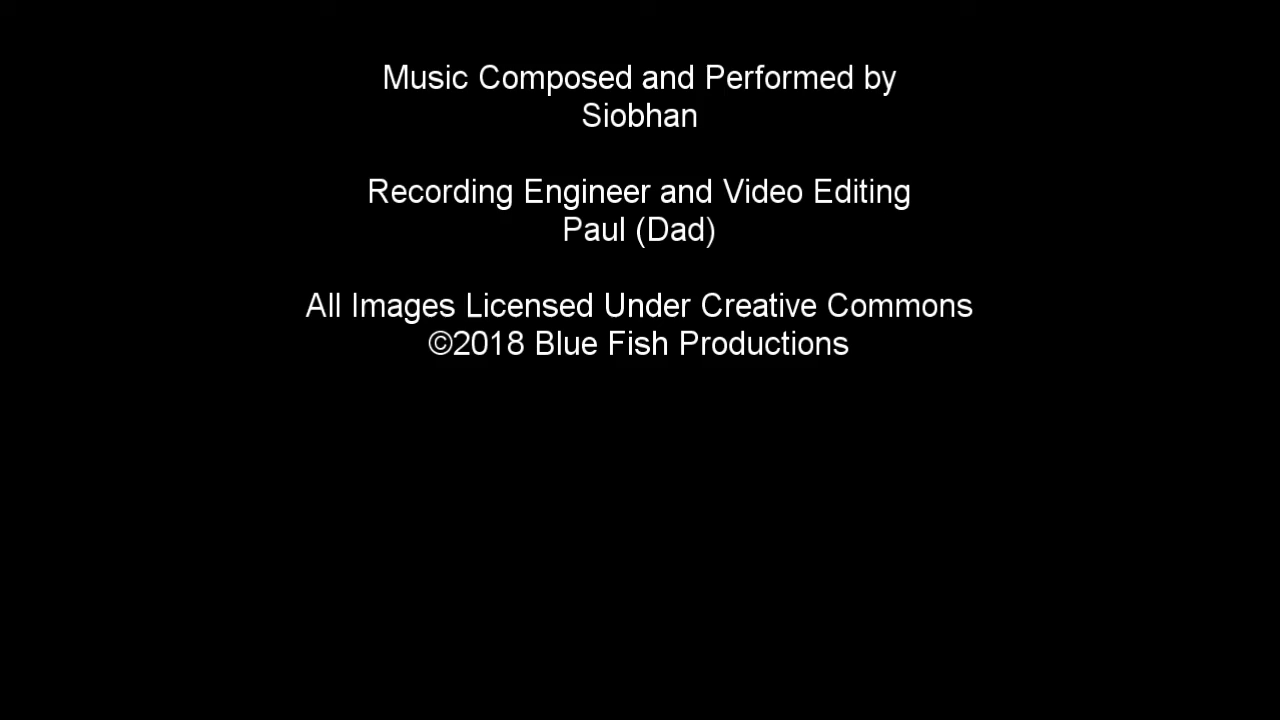 Music Composed and Performed by
Siobhan
Recording Engineer and Video Editing
Paul (Dad)
All Images Licensed Under Creative Commons
©2018 Blue Fish Productions